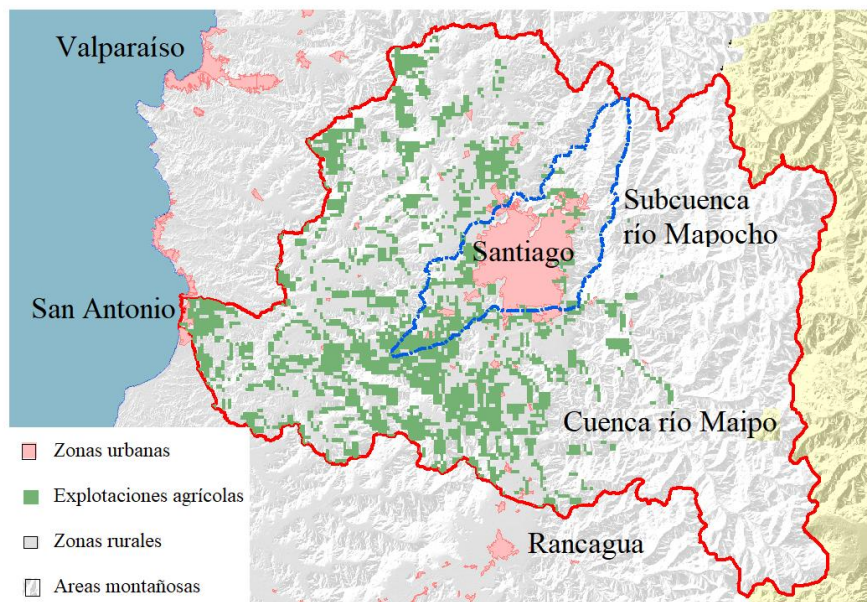 Valparaíso
Subcuenca
río Mapocho
Santiago
San Antonio
Cuenca río Maipo
Rancagua
Zonas urbanas
Explotaciones agrícolas
Zonas rurales
Areas montañosas